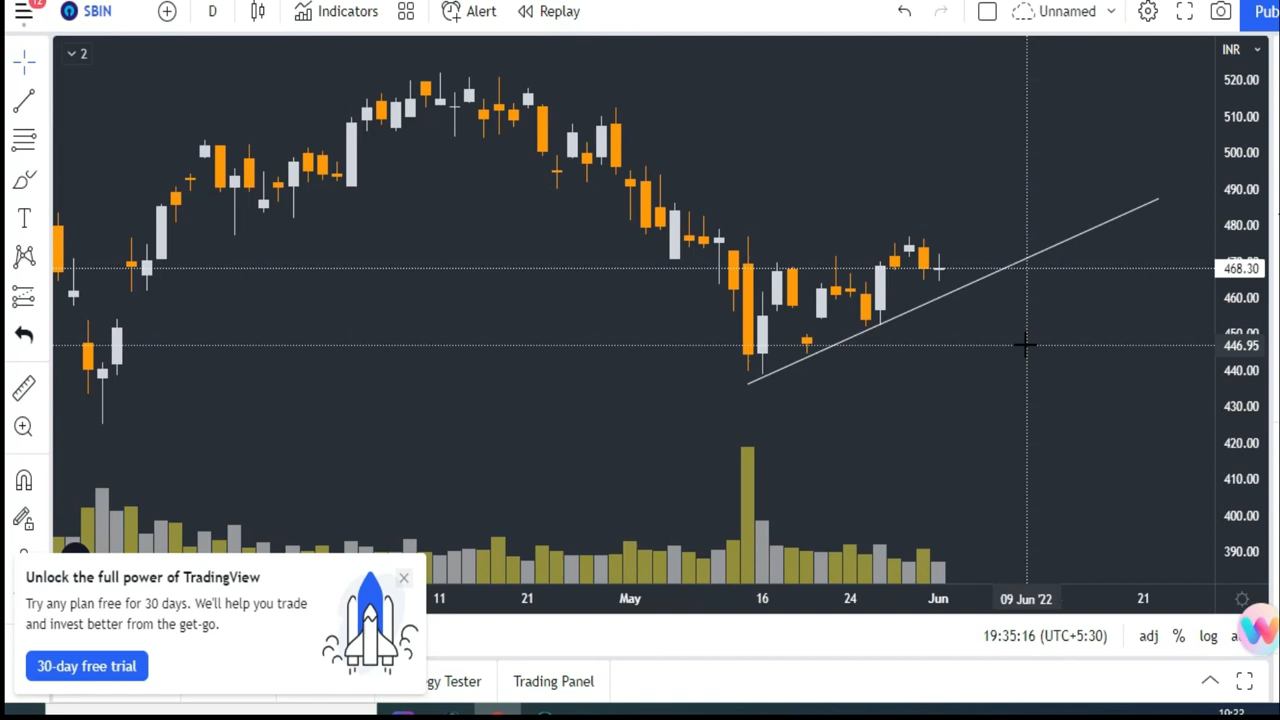 12
SBIN
D
Indicators
Alert
Replay
Unnamed
Pub
2
INR
520.00
510.00
500.00
490.00
480.00
468.30
460.00
446.95
440.00
430.00
420.00
410.00
400.00
390.00
11
21
May
16
24
Jun
09 Jun '22
21
Unlock the full power of TradingView
Try any plan free for 30 days. We'll help you trade
and invest better from the get-go.
30-day free trial
19:35:16 (UTC+5:30)
adj
%
log
gy Tester
Trading Panel